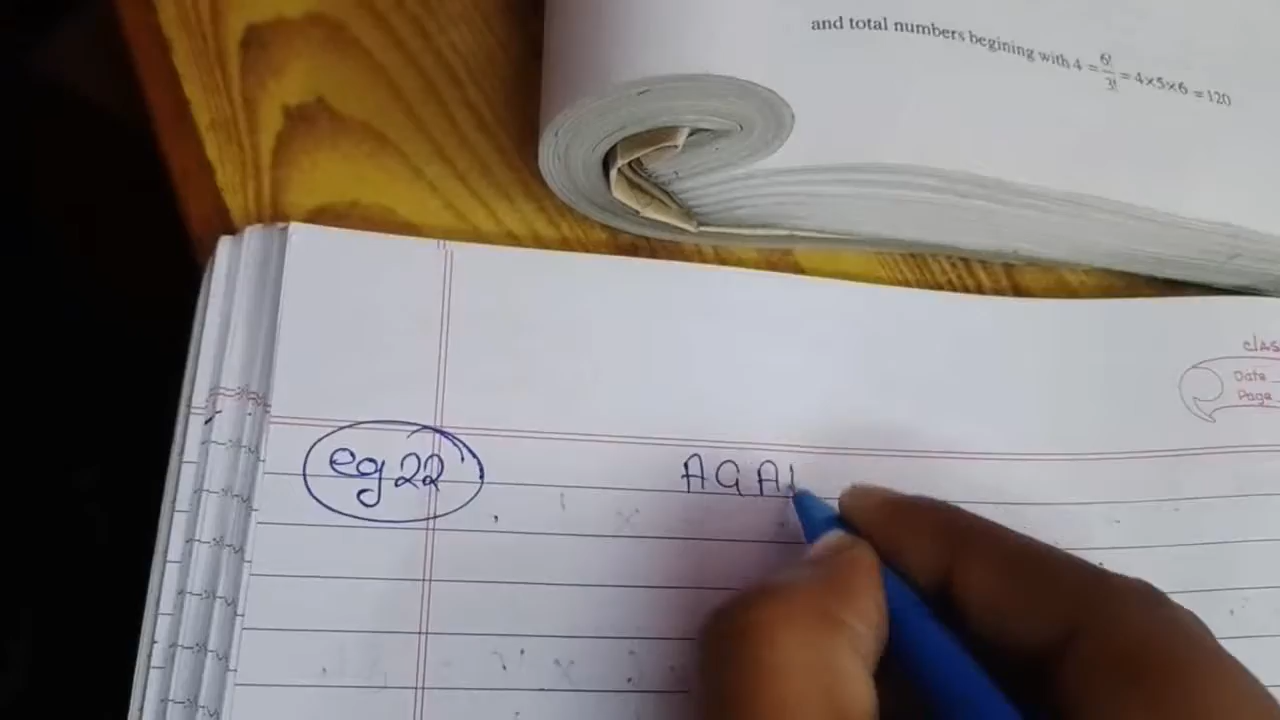 and total numbers begining with 4 = 6!/3! = 4×5×6 = 120
Date
Page
eg 22
AGAI